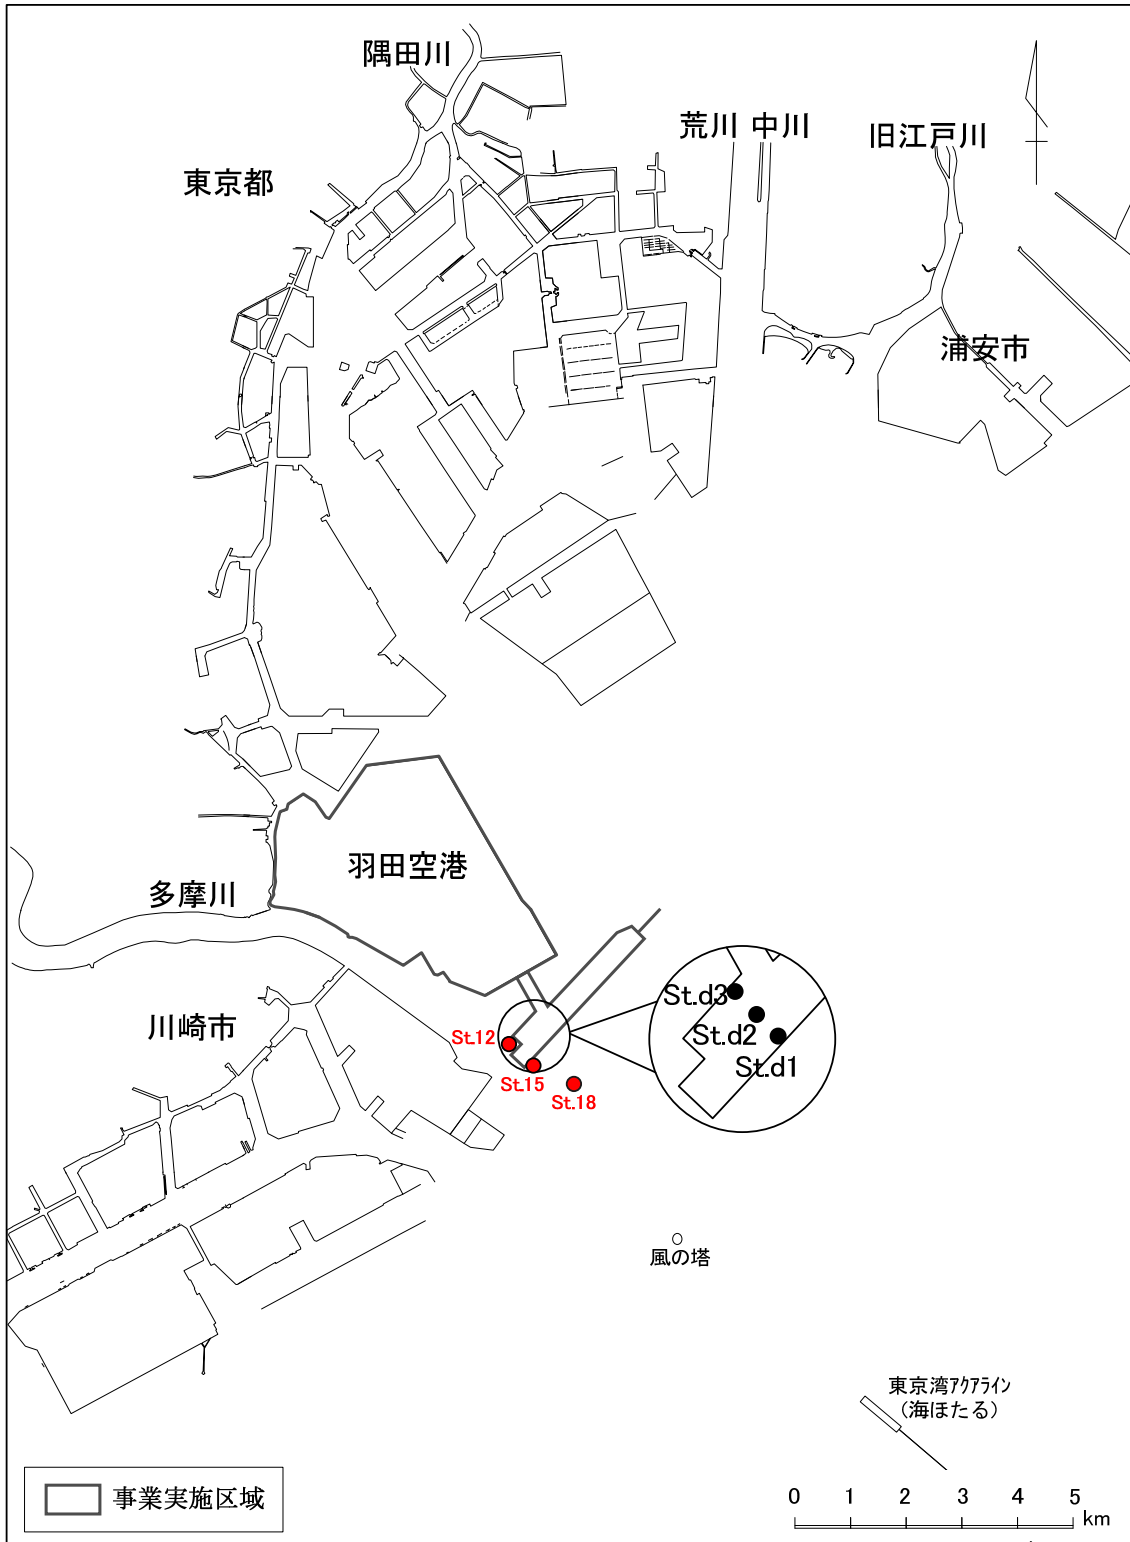 隅田川
荒川 中川
旧江戸川
東京都
浦安市
羽田空港
多摩川
川崎市
St.12
St.15
St.18
St.d3
St.d2
St.d1
風の塔
東京湾ｱｸｱﾗｲﾝ
（海ほたる）
事業実施区域
0 1 2 3 4 5
km